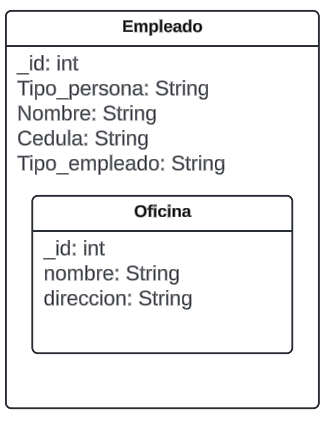 Empleado
_id: int
Tipo_persona: String
Nombre: String
Cedula: String
Tipo_empleado: String
Oficina
_id: int
nombre: String
direccion: String